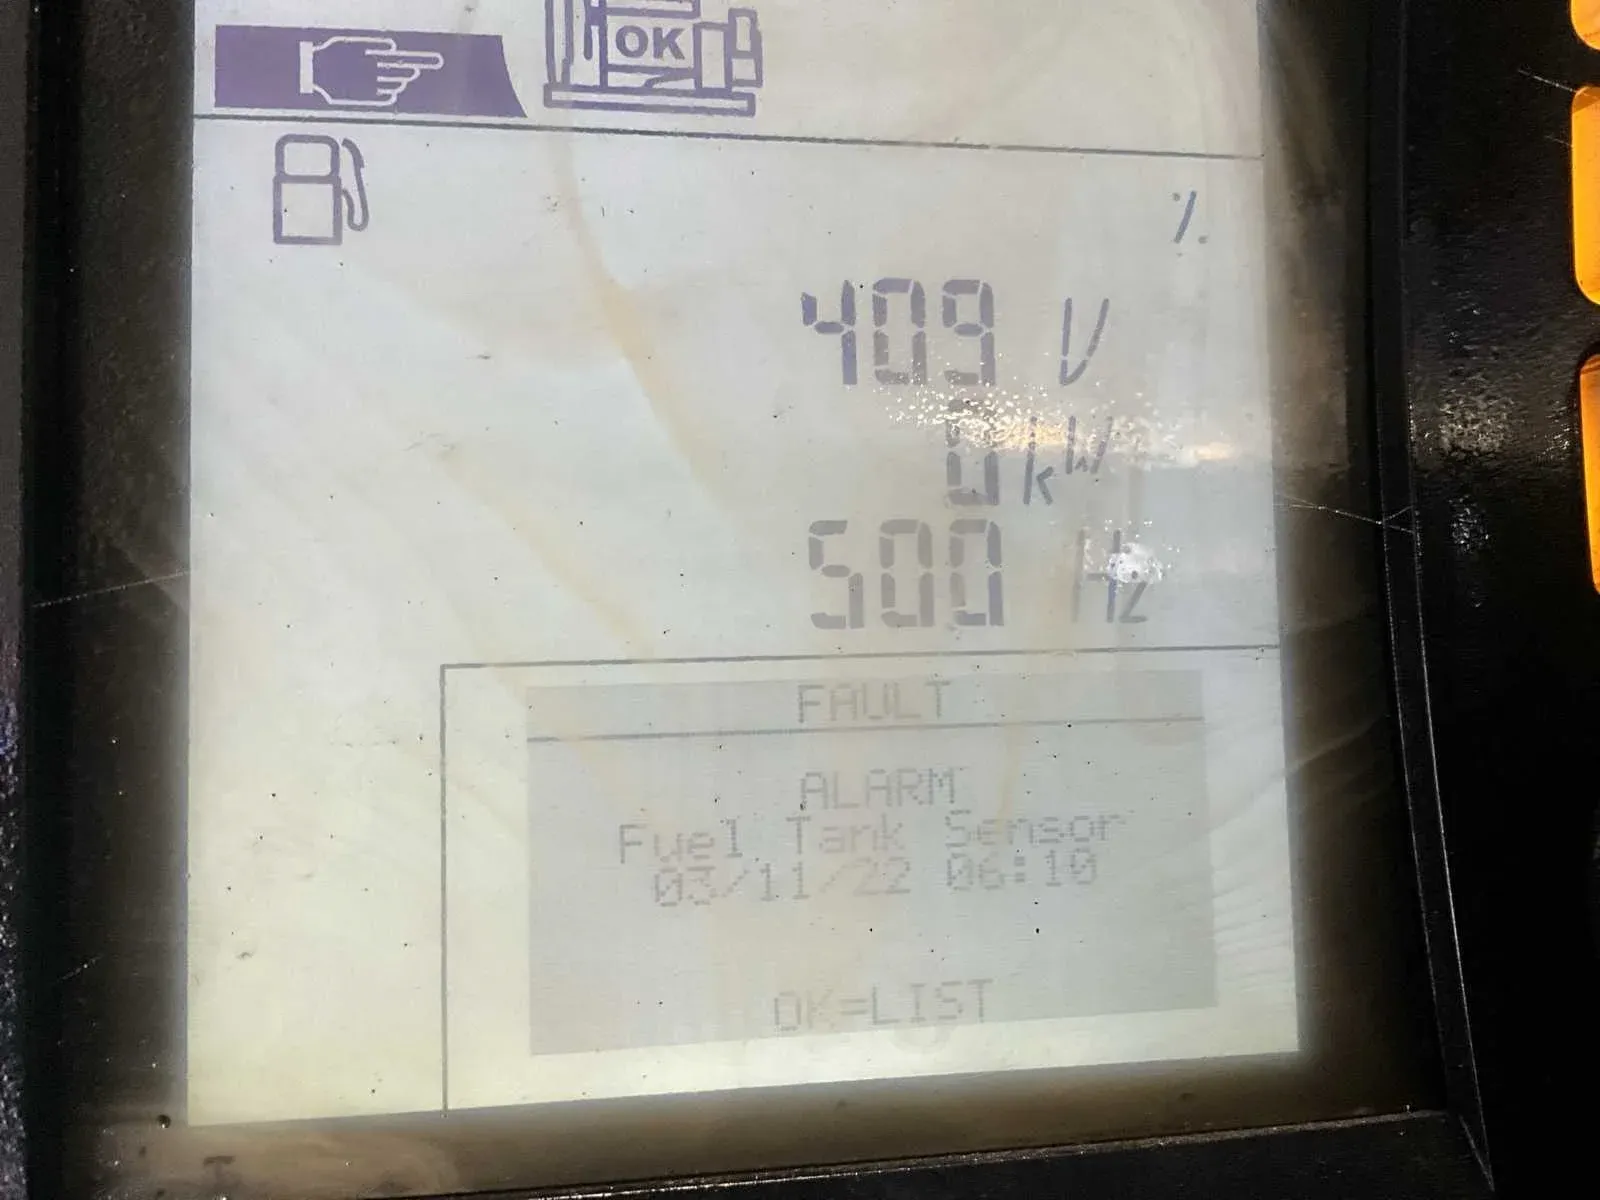 OK
%
409 V
0 kW
50.0 Hz
FAULT
ALARM
Fuel Tank Sensor
03/11/22 06:10
OK=LIST